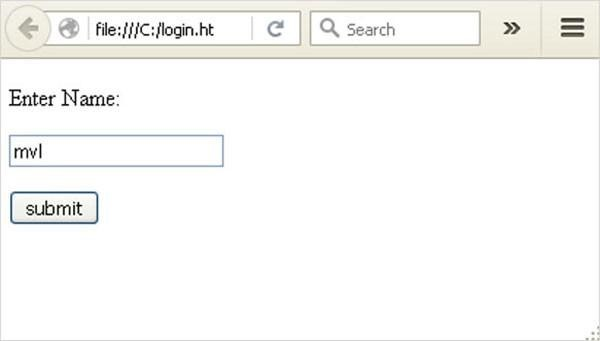 file:///C:/login.ht Search
Enter Name:
mvl
submit